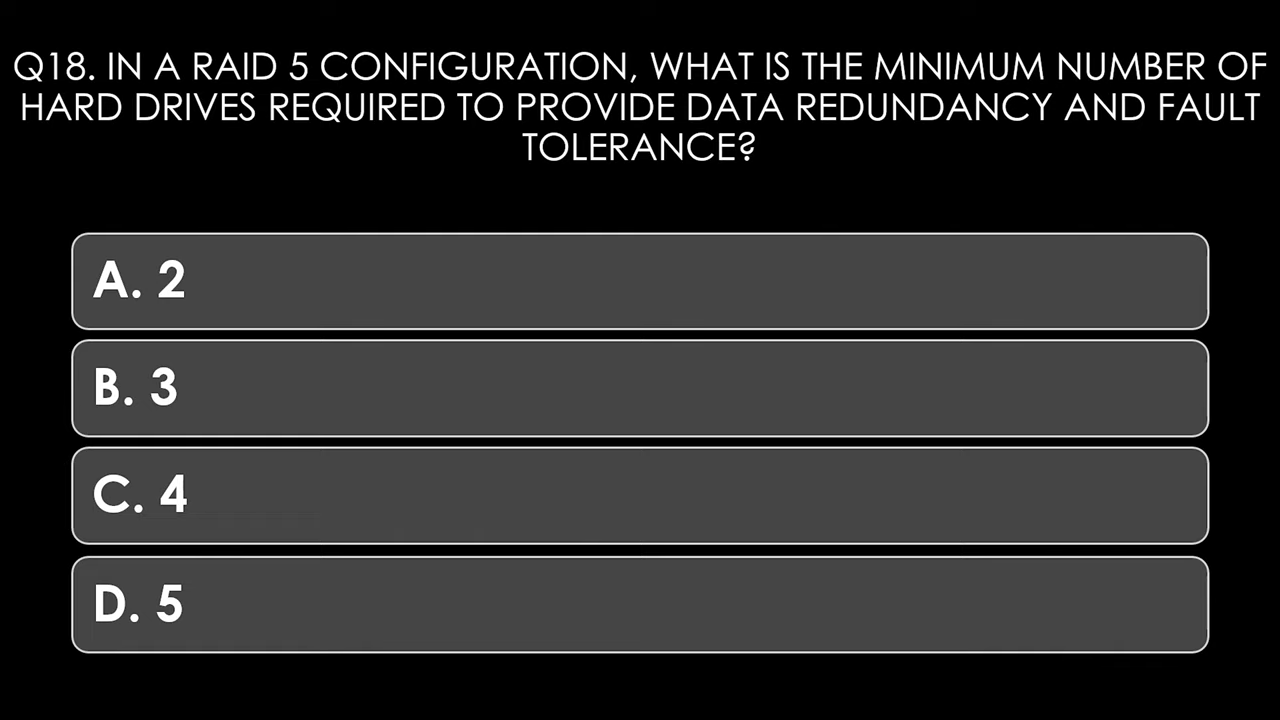 Q18. IN A RAID 5 CONFIGURATION, WHAT IS THE MINIMUM NUMBER OF
HARD DRIVES REQUIRED TO PROVIDE DATA REDUNDANCY AND FAULT
TOLERANCE?
A. 2
B. 3
C. 4
D. 5